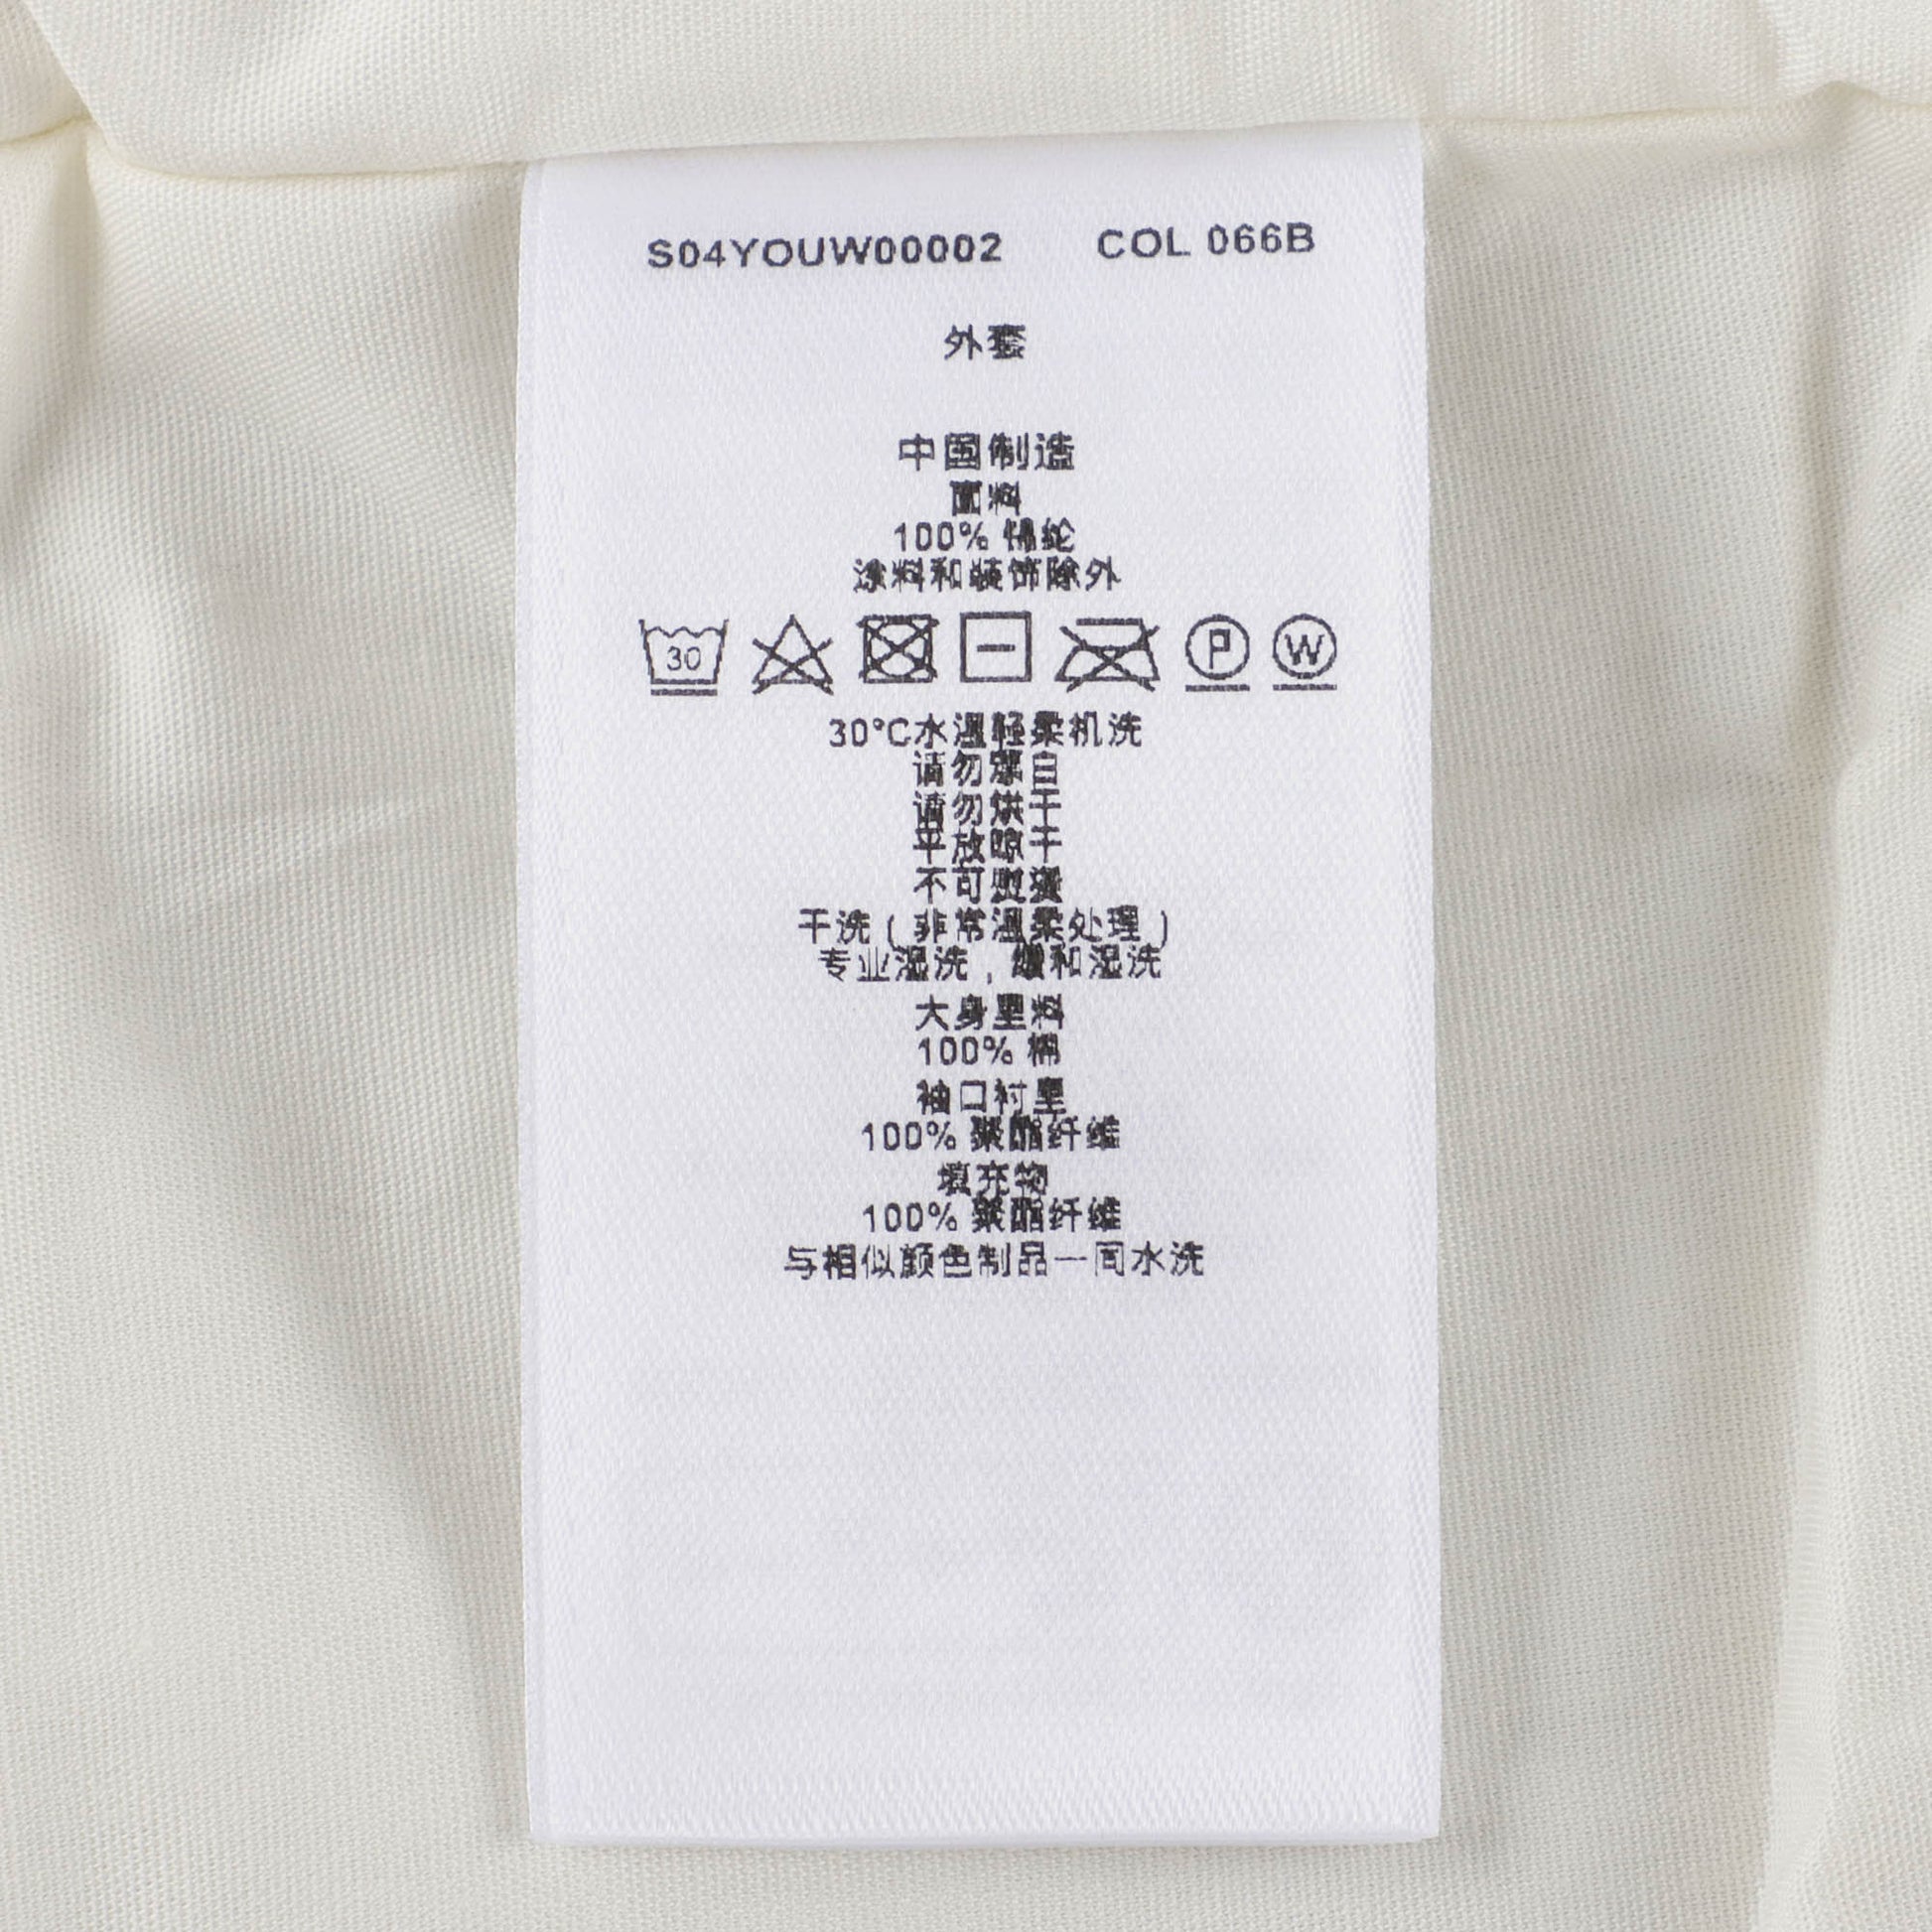 S04YOUW00002 COL 066B
外套
中国制造
面料
100% 锦纶
涂料和装饰除外
30 P W
30°C水温轻柔机洗
请勿漂白
请勿烘干
平放晾干
不可熨烫
干洗(非常温柔处理)
专业湿洗,缓和湿洗
大身里料
100% 棉
袖口衬里
100% 聚酯纤维
填充物
100% 聚酯纤维
与相似颜色制品一同水洗